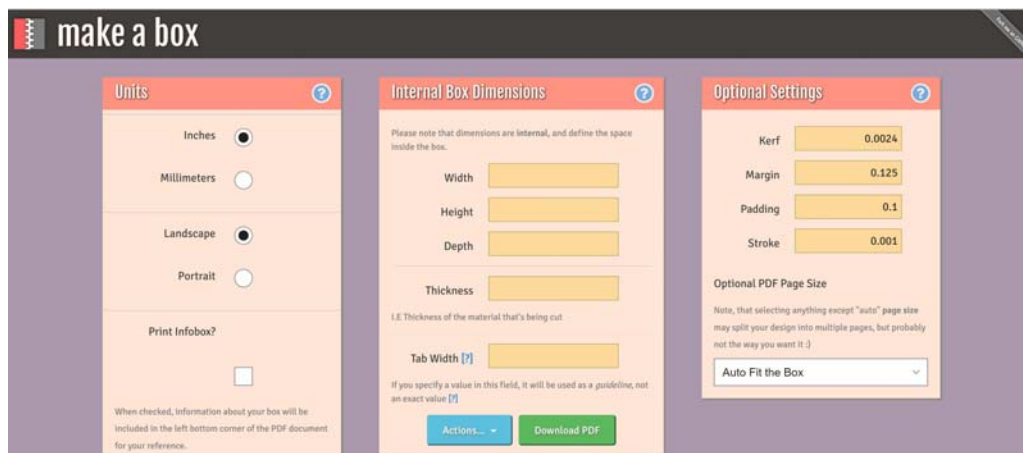 make a box
Units
Inches
Millimeters
Landscape
Portrait
Print Infobox?
When checked, information about your box will be
included in the left bottom corner of the PDF document
for your reference.
Internal Box Dimensions
Please note that dimensions are internal, and define the space
inside the box.
Width
Height
Depth
Thickness
I.E Thickness of the material that's being cut
Tab Width [?]
If you specify a value in this field, it will be used as a guideline, not
an exact value [?]
Actions...
Download PDF
Optional Settings
Kerf 0.0024
Margin 0.125
Padding 0.1
Stroke 0.001
Optional PDF Page Size
Note, that selecting anything except "auto" page size
may split your design into multiple pages, but probably
not the way you want it :)
Auto Fit the Box